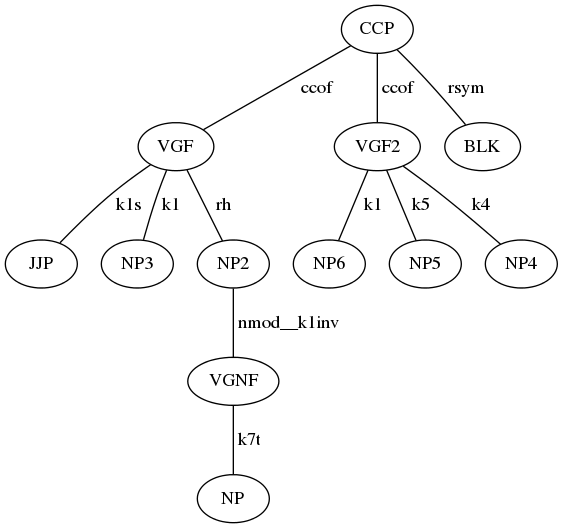 CCP
ccof ccof rsym
VGF VGF2 BLK
k1s k1 rh k1 k5 k4
JJP NP3 NP2 NP6 NP5 NP4
nmod__k1inv
VGNF
k7t
NP